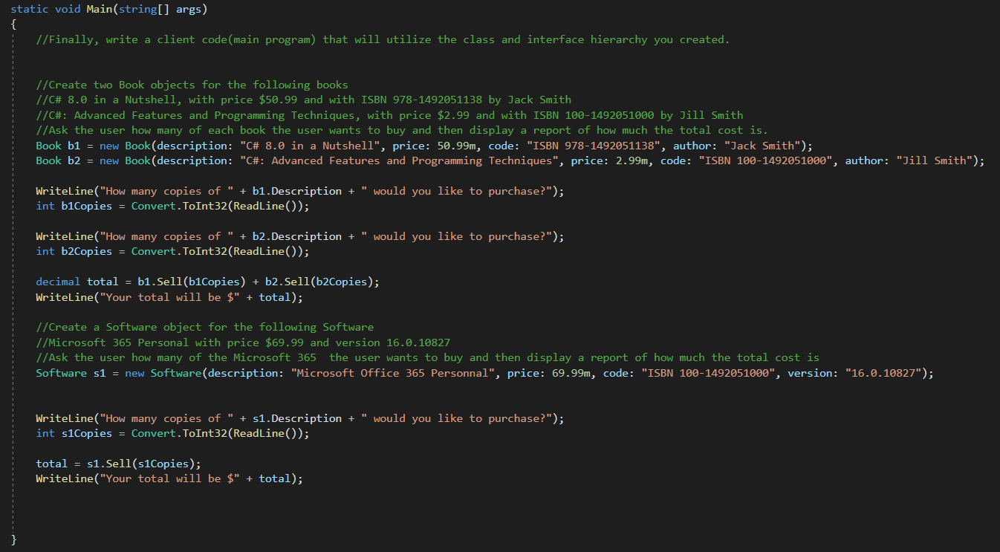 static void Main(string[] args)
{
//Finally, write a client code(main program) that will utilize the class and interface hierarchy you created.
//Create two Book objects for the following books
//C# 8.0 in a Nutshell, with price $50.99 and with ISBN 978-1492051138 by Jack Smith
//C#: Advanced Features and Programming Techniques, with price $2.99 and with ISBN 100-1492051000 by Jill Smith
//Ask the user how many of each book the user wants to buy and then display a report of how much the total cost is.
Book b1 = new Book(description: "C# 8.0 in a Nutshell", price: 50.99m, code: "ISBN 978-1492051138", author: "Jack Smith");
Book b2 = new Book(description: "C#: Advanced Features and Programming Techniques", price: 2.99m, code: "ISBN 100-1492051000", author: "Jill Smith");
WriteLine("How many copies of " + b1.Description + " would you like to purchase?");
int b1Copies = Convert.ToInt32(ReadLine());
WriteLine("How many copies of " + b2.Description + " would you like to purchase?");
int b2Copies = Convert.ToInt32(ReadLine());
decimal total = b1.Sell(b1Copies) + b2.Sell(b2Copies);
WriteLine("Your total will be $" + total);
//Create a Software object for the following Software
//Microsoft 365 Personal with price $69.99 and version 16.0.10827
//Ask the user how many of the Microsoft 365  the user wants to buy and then display a report of how much the total cost is
Software s1 = new Software(description: "Microsoft Office 365 Personnal", price: 69.99m, code: "ISBN 100-1492051000", version: "16.0.10827");
WriteLine("How many copies of " + s1.Description + " would you like to purchase?");
int s1Copies = Convert.ToInt32(ReadLine());
total = s1.Sell(s1Copies);
WriteLine("Your total will be $" + total);
}